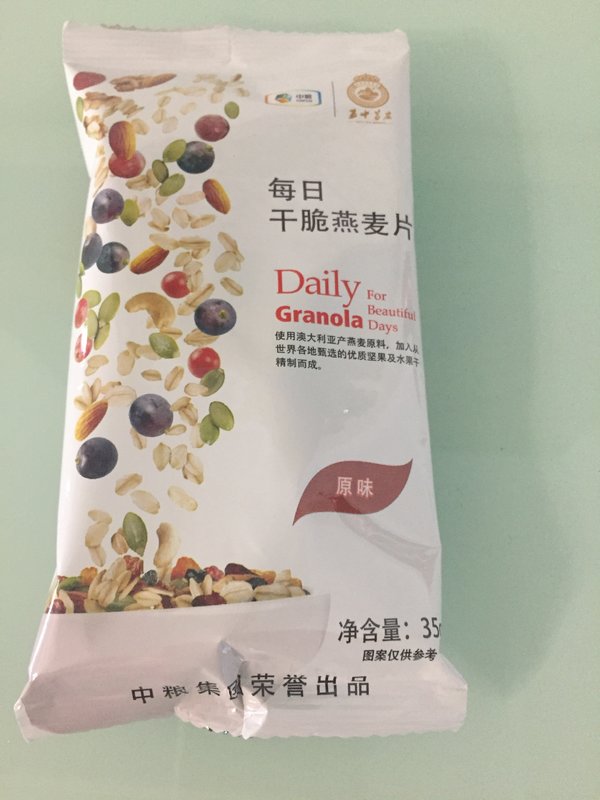 中粮
每日
干脆燕麦片
Daily
Granola
For
Beautiful
Days
使用澳大利亚产燕麦原料，加入从
世界各地甄选的优质坚果及水果干
精制而成。
原味
净含量：35
图案仅供参考
中粮集团荣誉出品